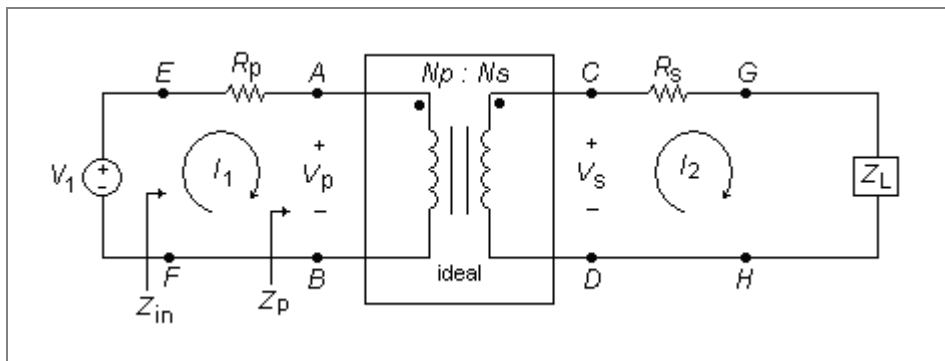 Np : Ns
E
Rp
A
C
Rs
G
V1
+
-
I1
+
Vp
-
+
Vs
-
I2
ZL
F
B
ideal
D
H
Zin
Zp